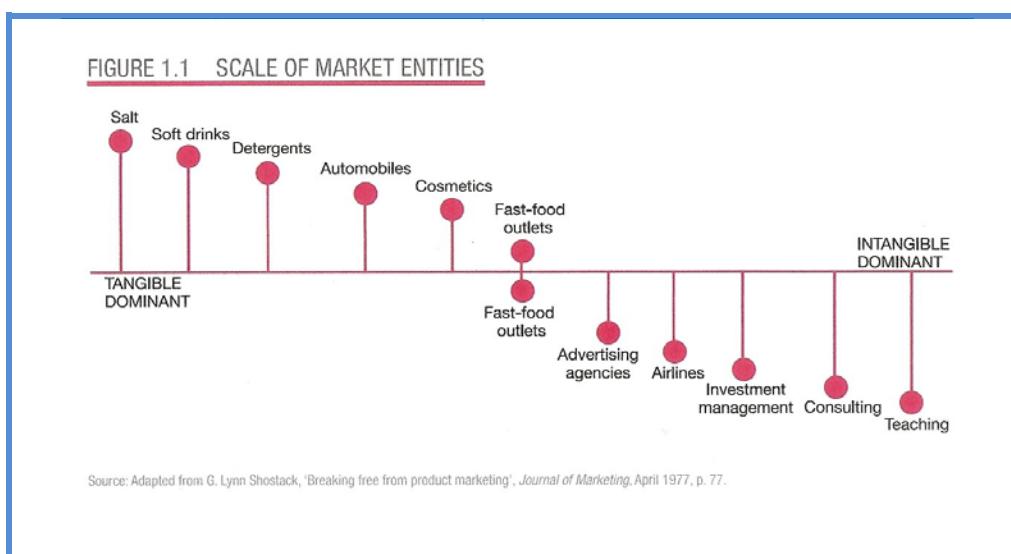 FIGURE 1.1 SCALE OF MARKET ENTITIES
Salt
Soft drinks
Detergents
Automobiles
Cosmetics
Fast-food
outlets
INTANGIBLE
DOMINANT
TANGIBLE
DOMINANT
Fast-food
outlets
Advertising
agencies
Airlines
Investment
management
Consulting
Teaching
Source: Adapted from G. Lynn Shostack, 'Breaking free from product marketing', Journal of Marketing, April 1977, p. 77.